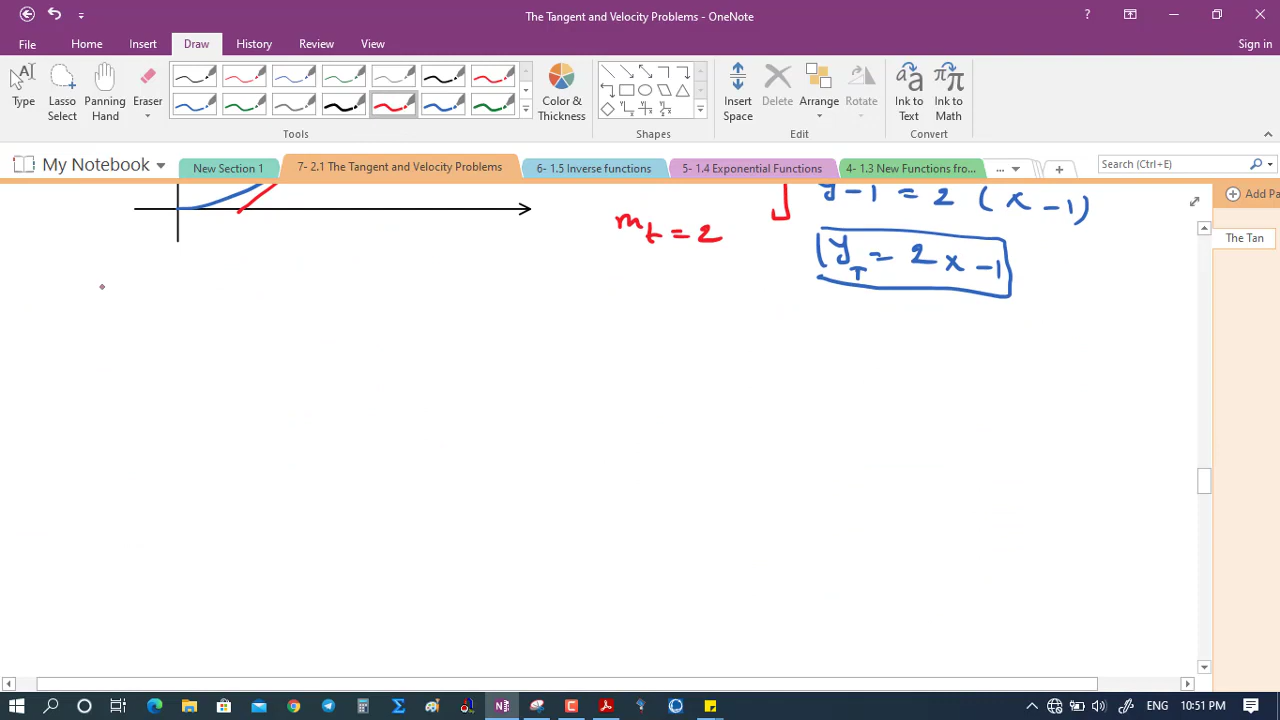 The Tangent and Velocity Problems - OneNote
File Home Insert Draw History Review View Sign in
Type Lasso Select Panning Hand Eraser Color & Thickness Insert Space Delete Arrange Rotate Ink to Text Ink to Math
Tools Shapes Edit Convert
My Notebook New Section 1 7- 2.1 The Tangent and Velocity Problems 6- 1.5 Inverse functions 5- 1.4 Exponential Functions 4- 1.3 New Functions fro... Search (Ctrl+E)
Add Pa
The Tan
y-1 = 2 (x-1)
m_t = 2
y_T = 2x-1
ENG 10:51 PM